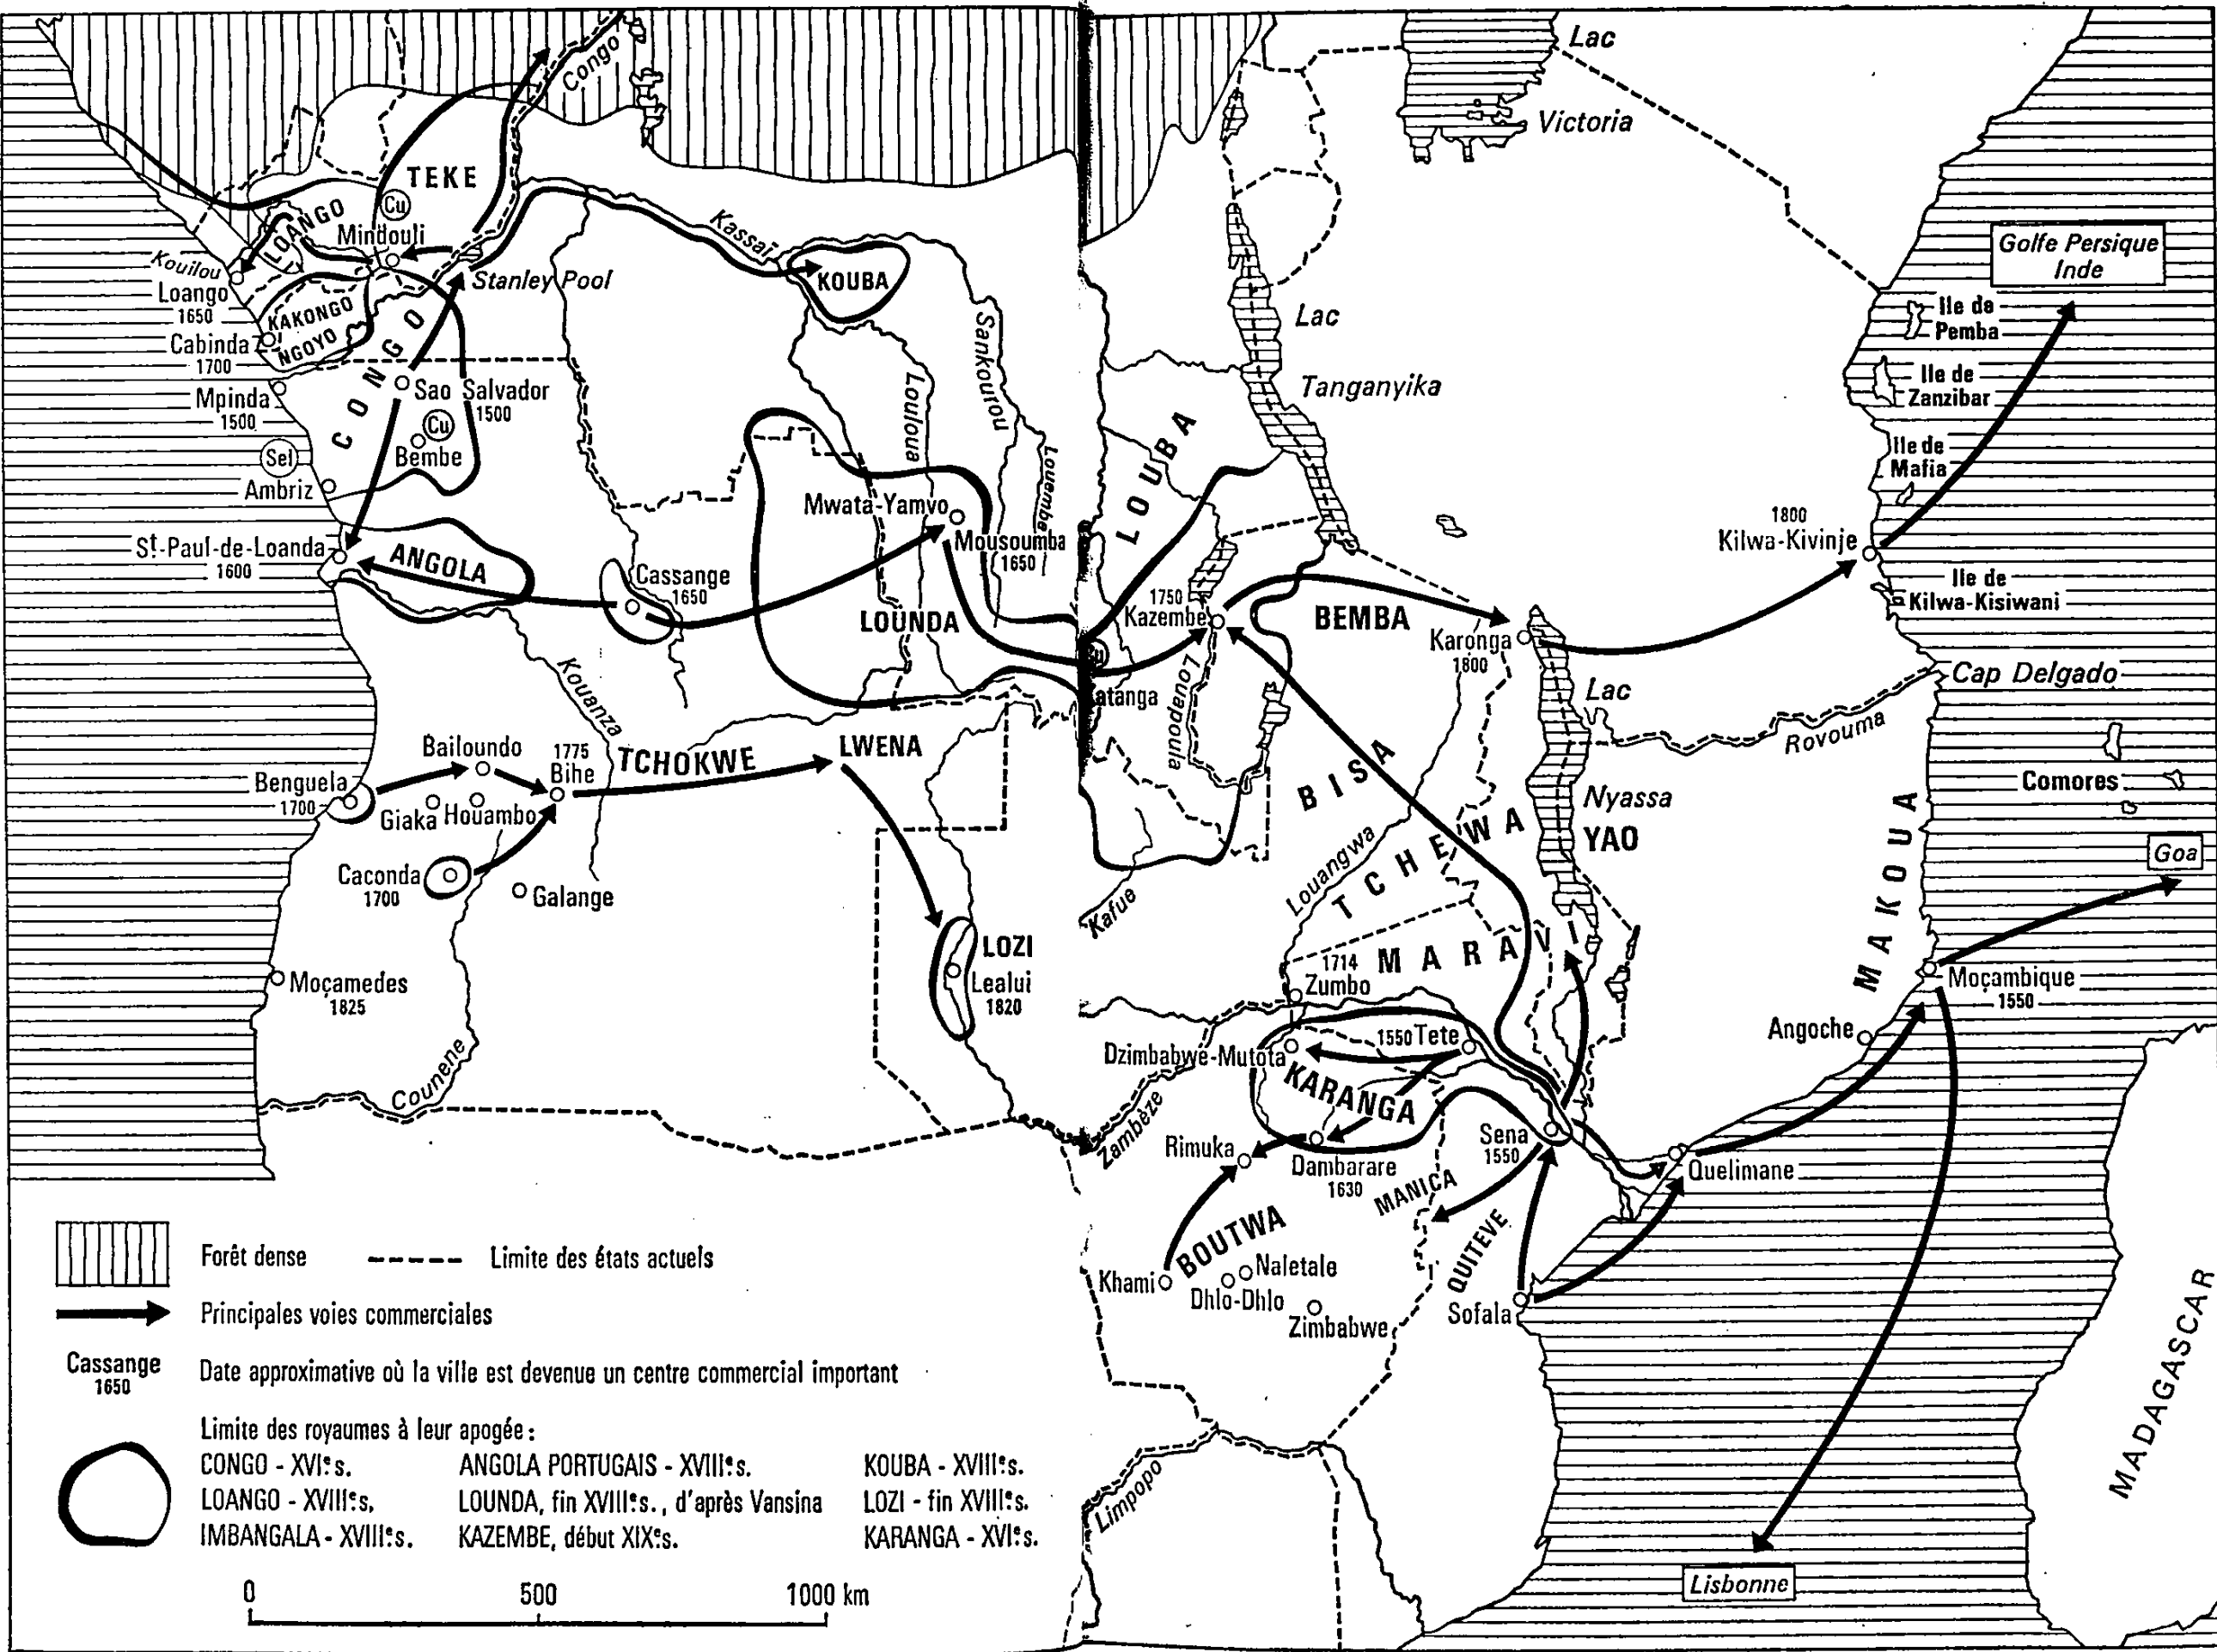 Congo
Lac
Victoria
TEKE
Cu
LOANGO
Mindouli
Kouilou
Loango
1650
Stanley Pool
Kassaï
KOUBA
KAKONGO
NGOYO
Cabinda
1700
CONGO
Mpinda
1500
Sao Salvador
1500
Cu
Bembe
Sel
Ambriz
Sankourou
Louloua
Louembe
LOUBA
Lac
Tanganyika
Golfe Persique
Inde
Ile de
Pemba
Ile de
Zanzibar
Ile de
Mafia
1800
Kilwa-Kivinje
Ile de
Kilwa-Kisiwani
St-Paul-de-Loanda
1600
ANGOLA
Cassange
1650
Mwata-Yamvo
Mousoumba
1650
LOUNDA
1750
Kazembe
BEMBA
Karonga
1800
atanga
Louapoula
Lac
Nyassa
Cap Delgado
Rovouma
Comores
Kouanza
Benguela
1700
Bailoundo
1775
Bihe
Giaka
Houambo
TCHOKWE
LWENA
Caconda
1700
Galange
BISA
Louangwa
TCHEWA
YAO
MAKOUA
Goa
Kafue
LOZI
Lealui
1820
Moçamedes
1825
Counene
MARAVI
1714
Zumbo
Moçambique
1550
Angoche
Dzimbabwe-Mutota
1550 Tete
KARANGA
Zambèze
Rimuka
Dambarare
1630
Sena
1550
MANICA
Quelimane
BOUTWA
QUITEVE
Khami
Naletale
Dhlo-Dhlo
Zimbabwe
Sofala
Limpopo
Lisbonne
MADAGASCAR
Forêt dense
Limite des états actuels
Principales voies commerciales
Cassange
1650
Date approximative où la ville est devenue un centre commercial important
Limite des royaumes à leur apogée :
CONGO - XVIe s. ANGOLA PORTUGAIS - XVIIIe s. KOUBA - XVIIIe s.
LOANGO - XVIIIe s. LOUNDA, fin XVIIIe s., d'après Vansina LOZI - fin XVIIIe s.
IMBANGALA - XVIIIe s. KAZEMBE, début XIXe s. KARANGA - XVIe s.
0 500 1000 km